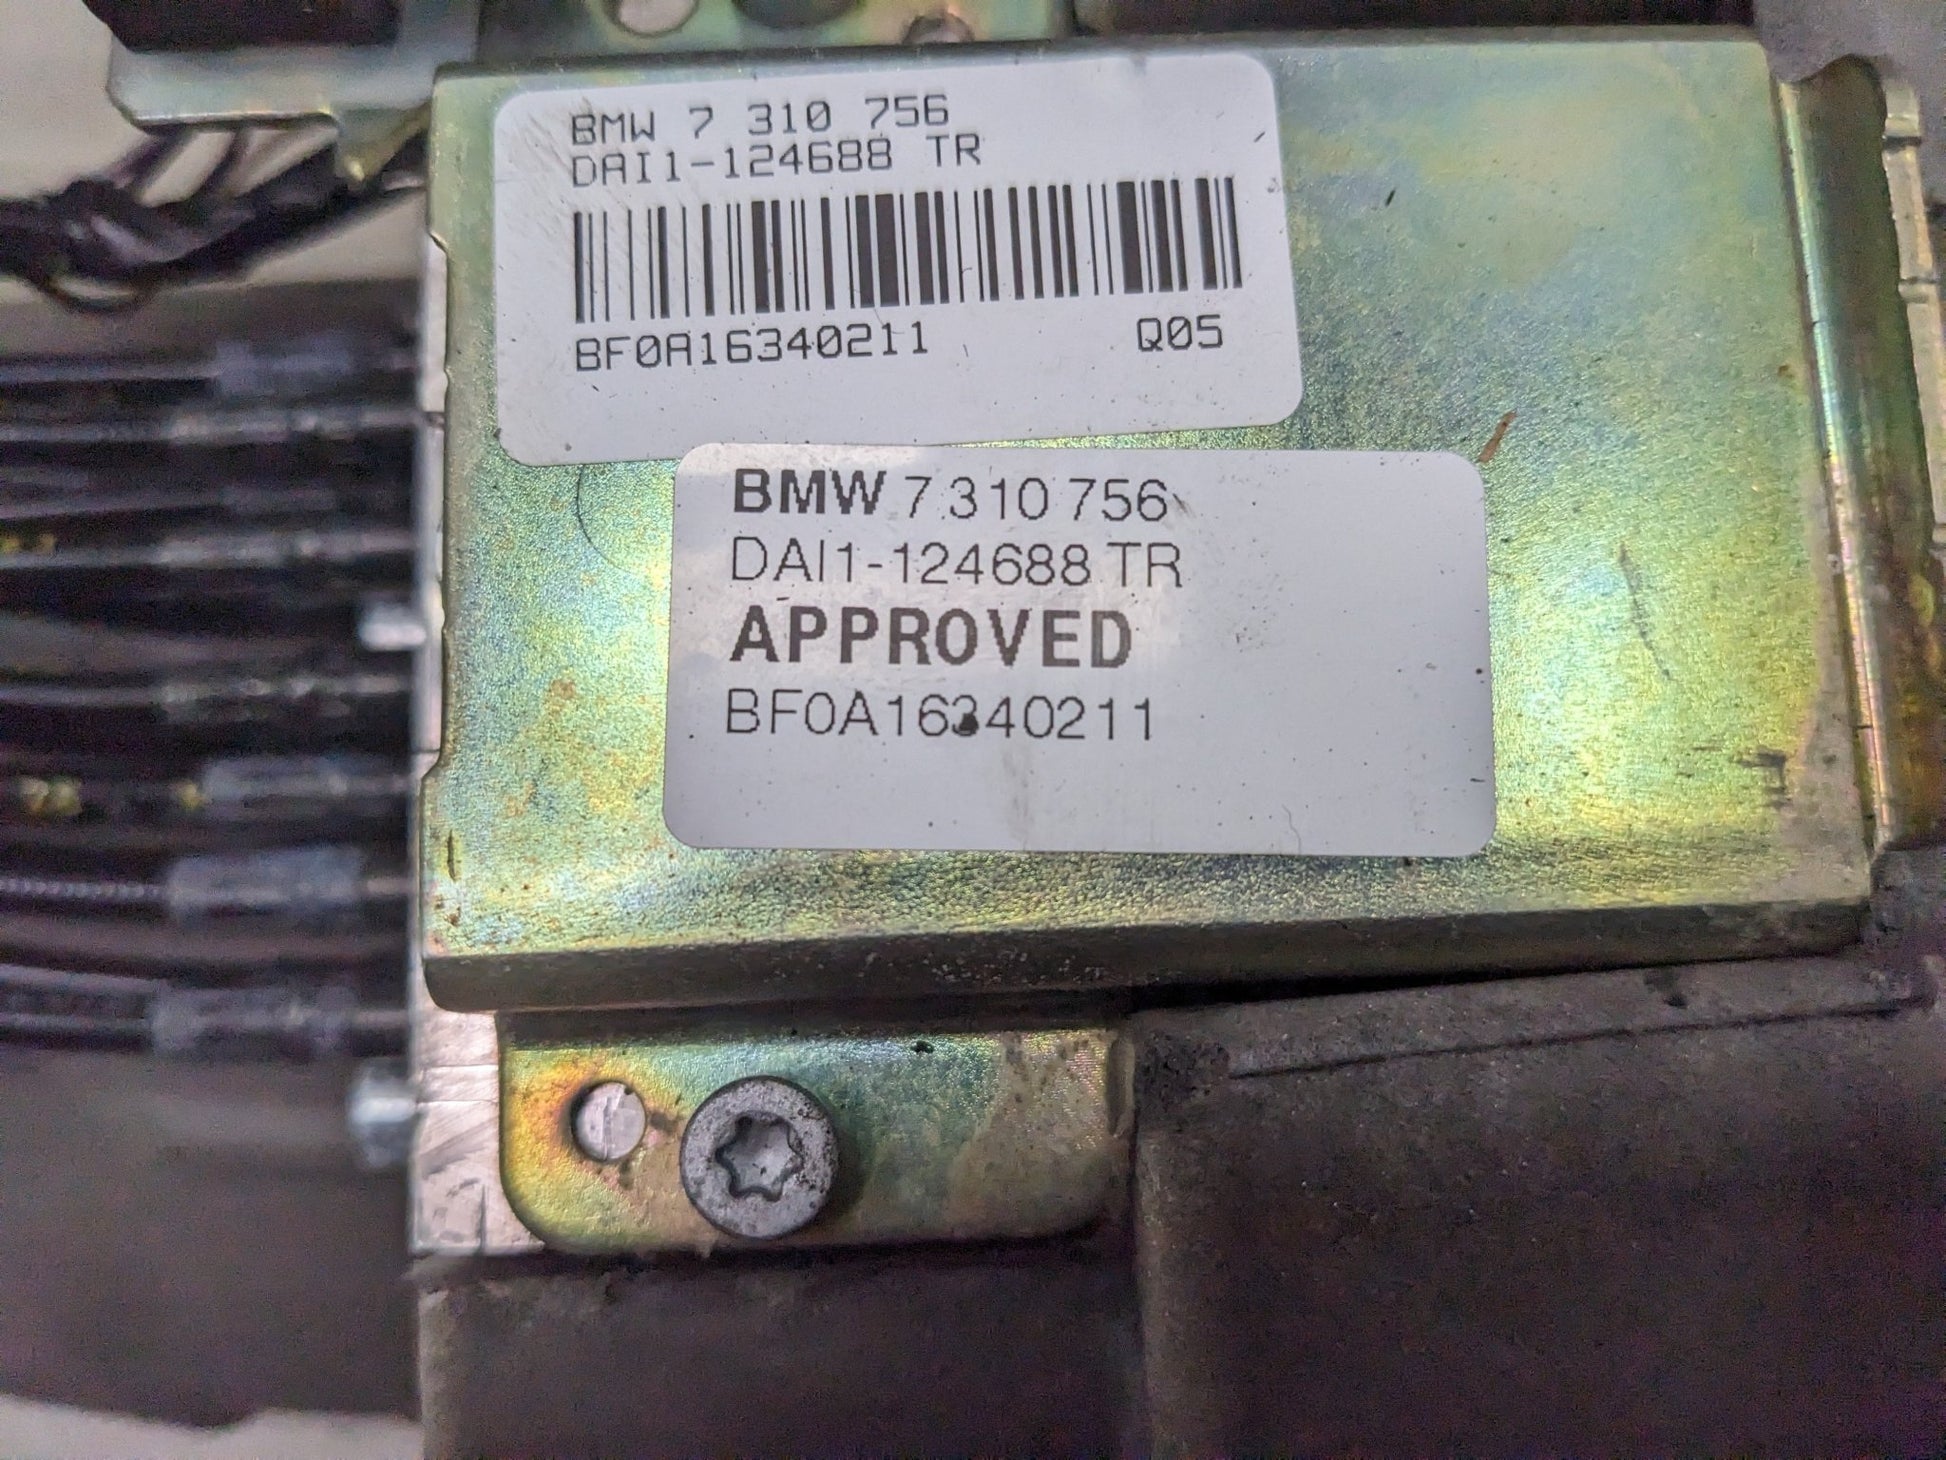 BMW 7 310 756
DAI1-124688 TR
BF0A16340211 Q05
BMW 7 310 756
DAI1-124688 TR
APPROVED
BF0A16340211